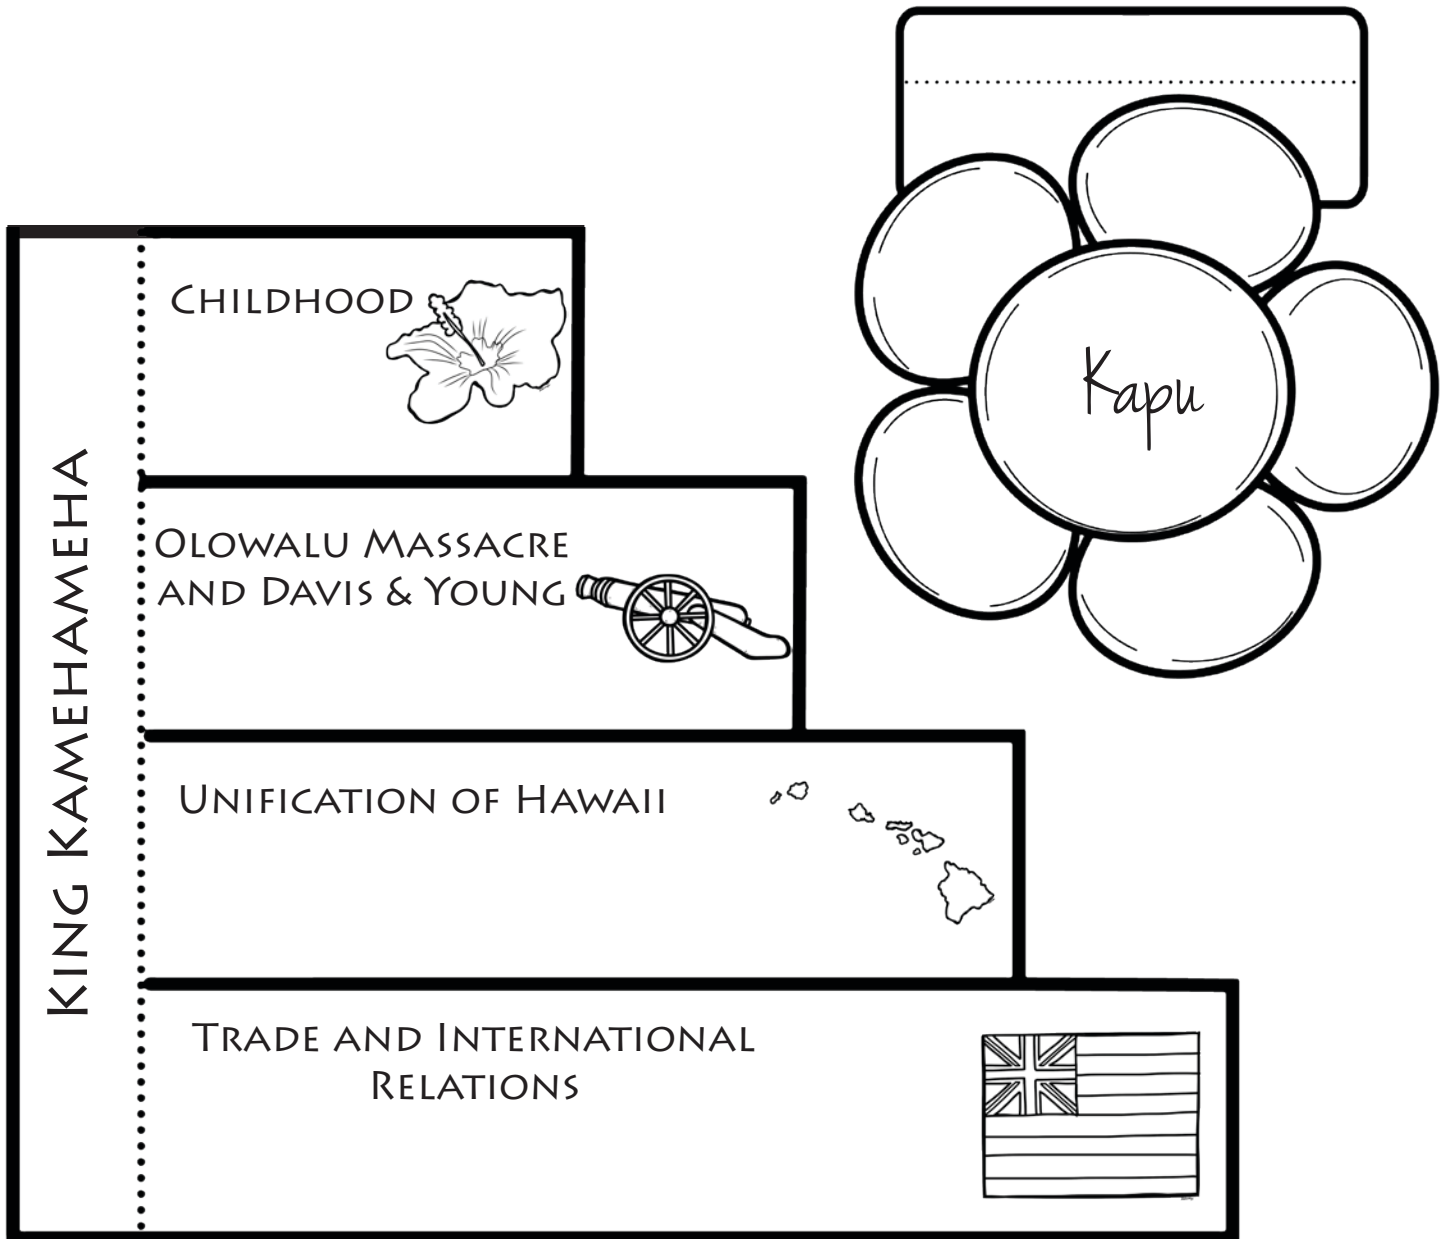 King Kamehameha
Childhood
Olowalu Massacre
and Davis & Young
Unification of Hawaii
Trade and International
Relations
Kapu